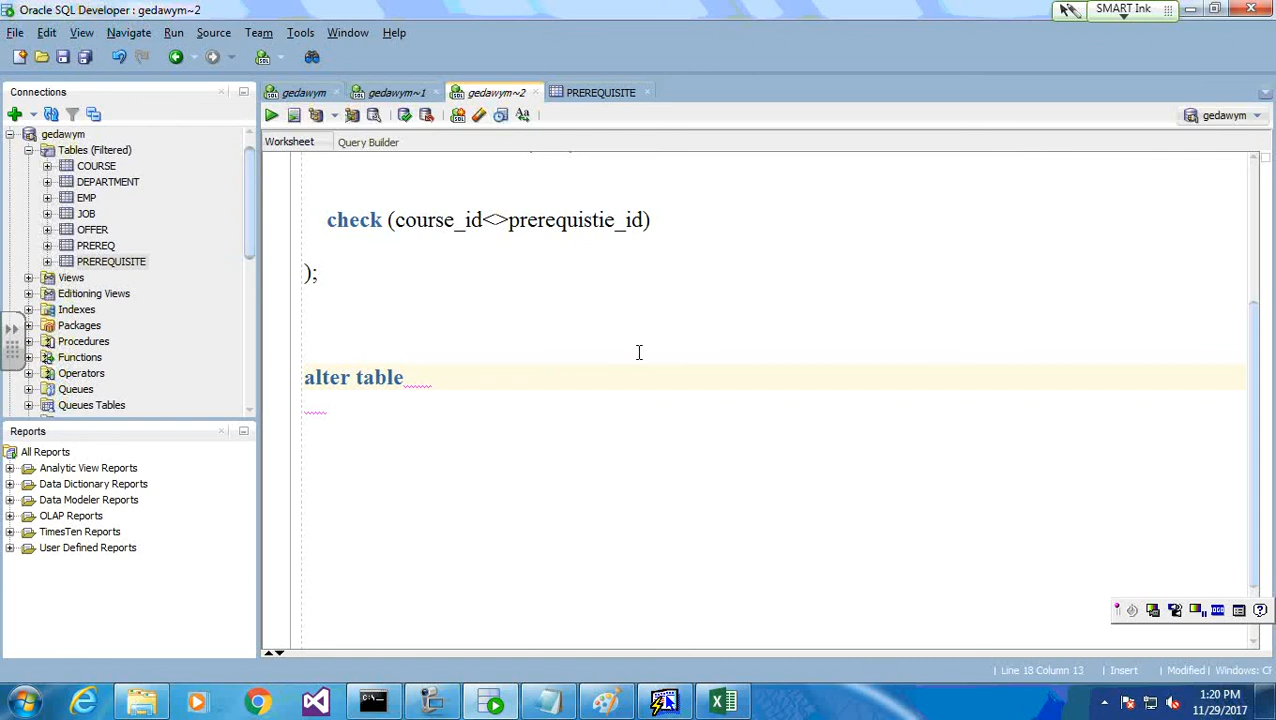 Oracle SQL Developer: gedawym~2
SMART Ink
File Edit View Navigate Run Source Team Tools Window Help
Connections
gedawym
Tables (Filtered)
COURSE
DEPARTMENT
EMP
JOB
OFFER
PREREQ
PREREQUISITE
Views
Editioning Views
Indexes
Packages
Procedures
Functions
Operators
Queues
Queues Tables
Reports
All Reports
Analytic View Reports
Data Dictionary Reports
Data Modeler Reports
OLAP Reports
TimesTen Reports
User Defined Reports
gedawym gedawym~1 gedawym~2 PREREQUISITE
gedawym
Worksheet Query Builder
check (course_id<>prerequistie_id)
);
alter table
Line 18 Column 13 Insert Modified Windows: CF
1:20 PM
11/29/2017